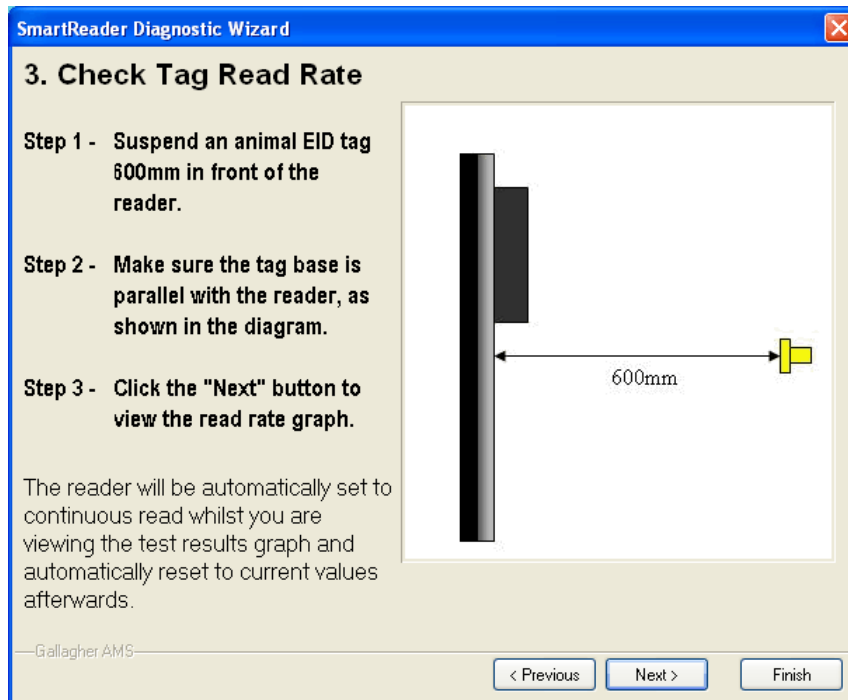 SmartReader Diagnostic Wizard
3. Check Tag Read Rate
Step 1 - Suspend an animal EID tag
600mm in front of the
reader.
Step 2 - Make sure the tag base is
parallel with the reader, as
shown in the diagram.
Step 3 - Click the "Next" button to
view the read rate graph.
The reader will be automatically set to
continuous read whilst you are
viewing the test results graph and
automatically reset to current values
afterwards.
600mm
Gallagher AMS
< Previous
Next >
Finish